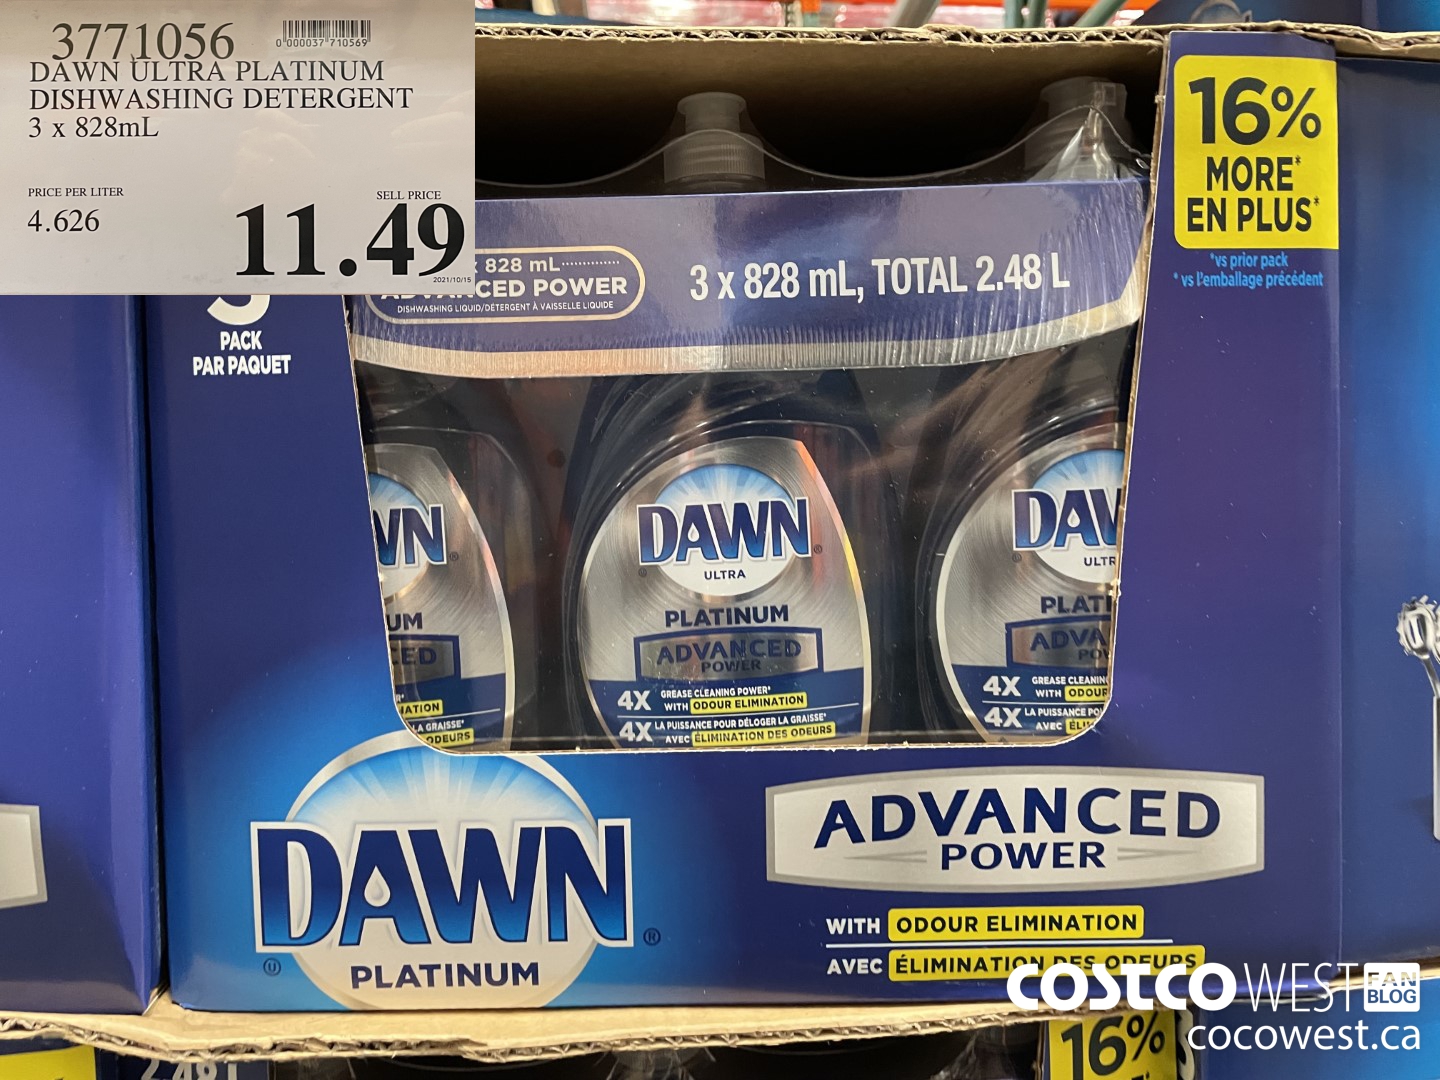 3771056
0 000037 710569
DAWN ULTRA PLATINUM
DISHWASHING DETERGENT
3 x 828mL
PRICE PER LITER
4.626
SELL PRICE
11.49
2021/10/15
PACK
PAR PAQUET
828 mL
ADVANCED POWER
DISHWASHING LIQUID/DÉTERGENT À VAISSELLE LIQUIDE
3 x 828 mL, TOTAL 2.48 L
16%
MORE*
EN PLUS*
*vs prior pack
* vs l'emballage précédent
DAWN
ULTRA
PLATINUM
ADVANCED
POWER
4X GREASE CLEANING POWER*
WITH ODOUR ELIMINATION
4X LA PUISSANCE POUR DÉLOGER LA GRAISSE*
AVEC ÉLIMINATION DES ODEURS
DAWN®
PLATINUM
ADVANCED
POWER
WITH ODOUR ELIMINATION
AVEC ÉLIMINATION DES ODEURS
COSTCO WEST FAN BLOG
cocowest.ca
16%
2.48 L